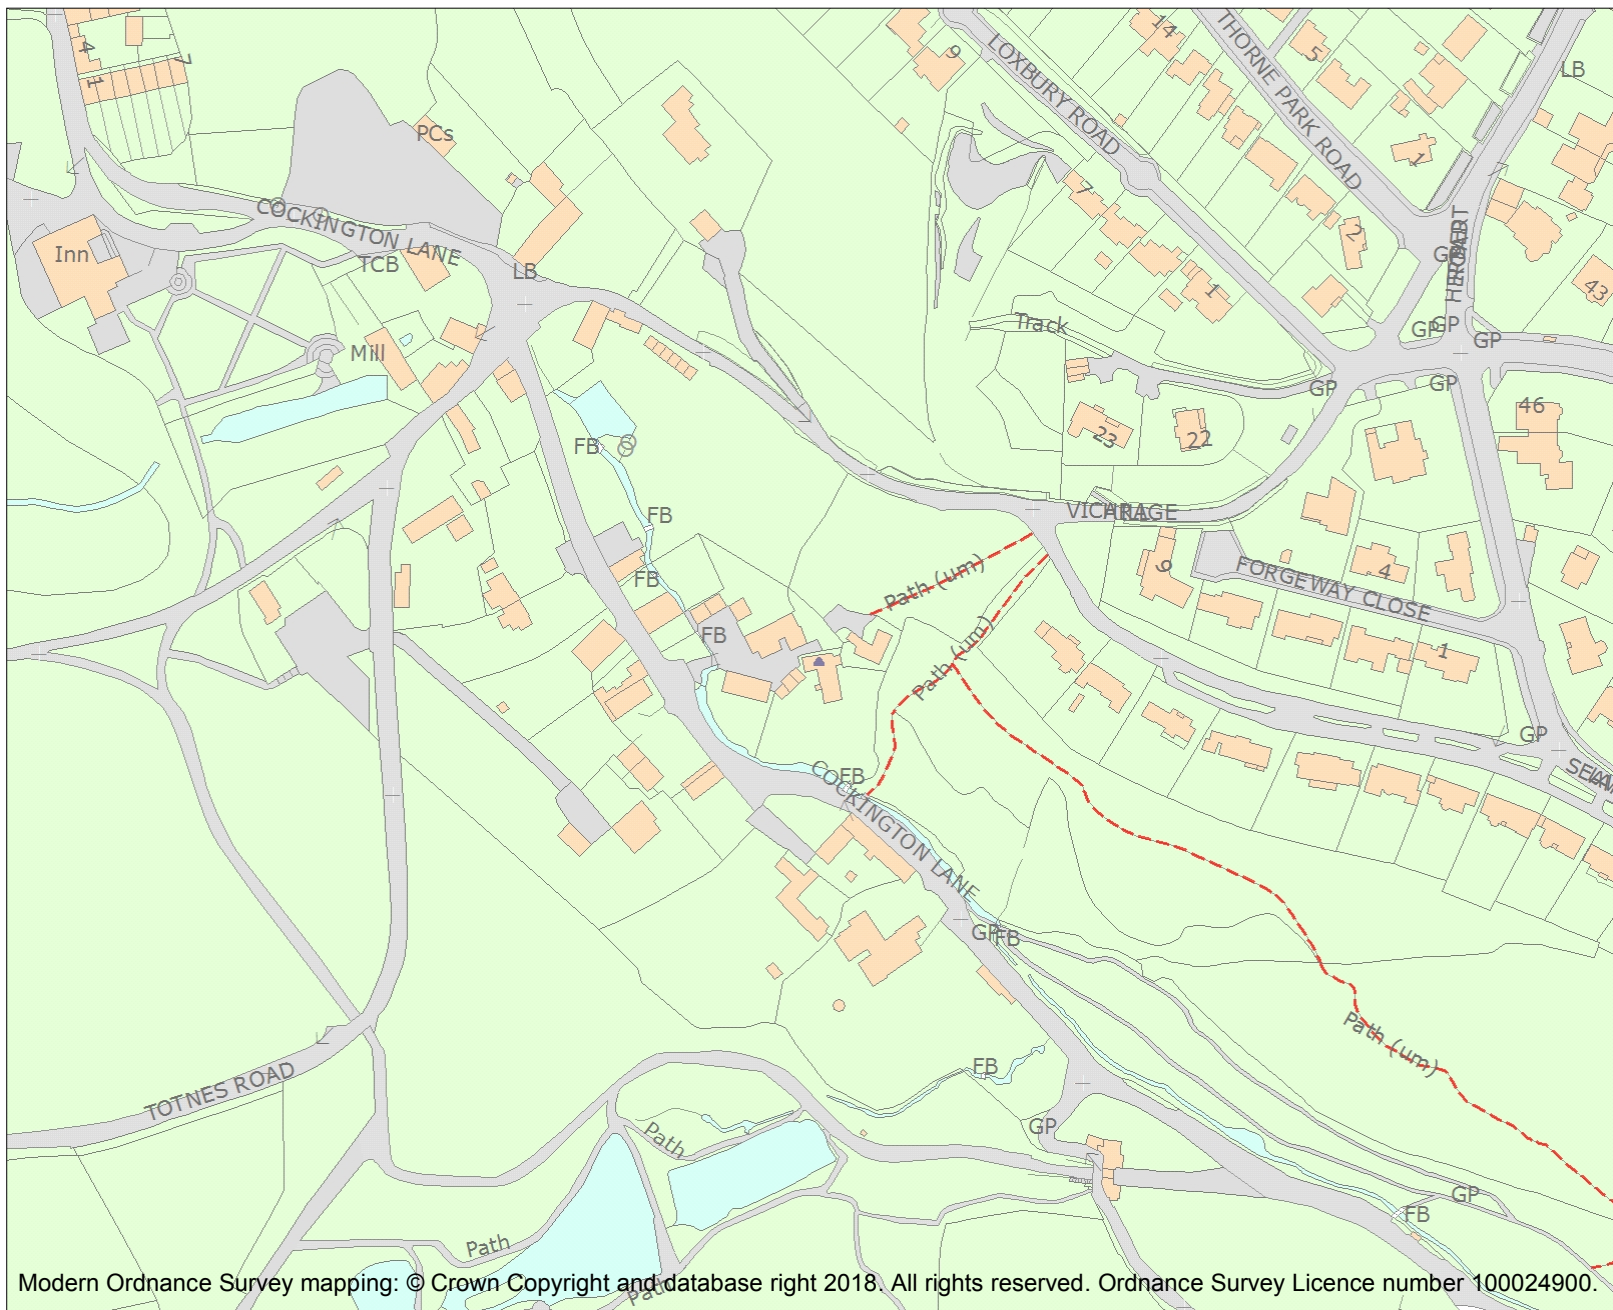 4
7
1
9
14
5
LB
LOXBURY ROAD
THORNE PARK ROAD
PCs
1
7
COCKINGTON LANE
2
Inn
TCB
LB
GP
43
1
Track
GP
GP
GP
Mill
GP
GP
46
23
22
FB
FB
VICARAGE
HILL
FB
Path (um)
9
FORGEWAY CLOSE
4
FB
Path (um)
1
GP
FB
COCKINGTON LANE
GP
FB
Path (um)
FB
TOTNES ROAD
GP
Path
GP
FB
Path
Path
Modern Ordnance Survey mapping: © Crown Copyright and database right 2018. All rights reserved. Ordnance Survey Licence number 100024900.